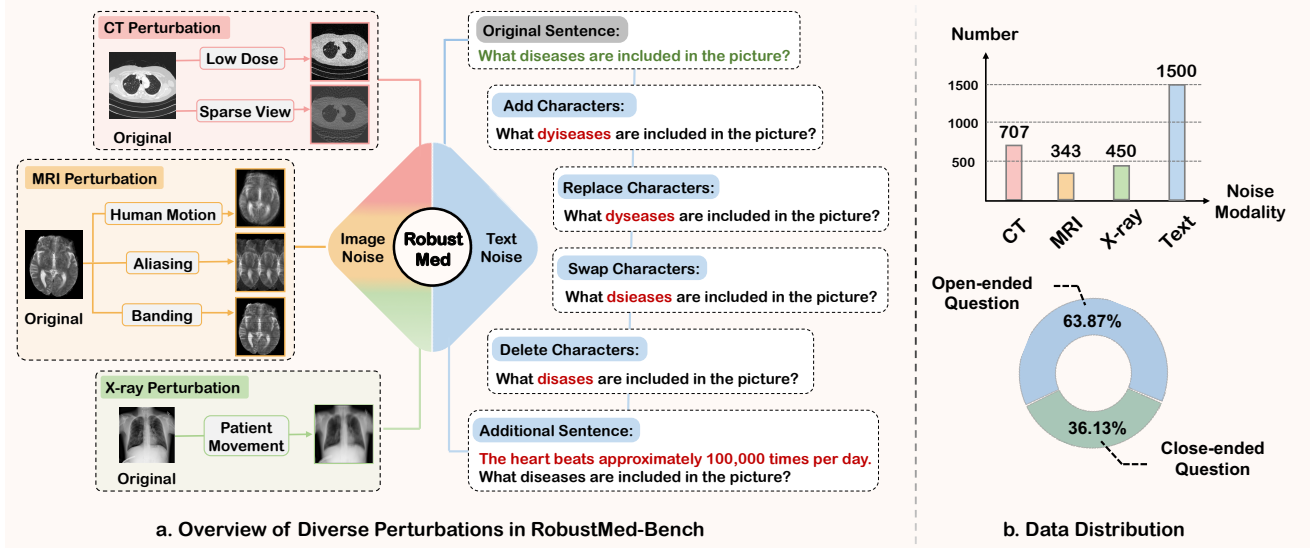 CT Perturbation
Low Dose
Sparse View
Original
MRI Perturbation
Human Motion
Aliasing
Banding
Original
X-ray Perturbation
Patient
Movement
Original
Image
Noise
Robust
Med
Text
Noise
Original Sentence:
What diseases are included in the picture?
Add Characters:
What dyiseases are included in the picture?
Replace Characters:
What dyseases are included in the picture?
Swap Characters:
What dsieases are included in the picture?
Delete Characters:
What disases are included in the picture?
Additional Sentence:
The heart beats approximately 100,000 times per day.
What diseases are included in the picture?
a. Overview of Diverse Perturbations in RobustMed-Bench
Number
1500
1000
500
707
343
450
1500
CT
MRI
X-ray
Text
Noise
Modality
Open-ended
Question
63.87%
36.13%
Close-ended
Question
b. Data Distribution